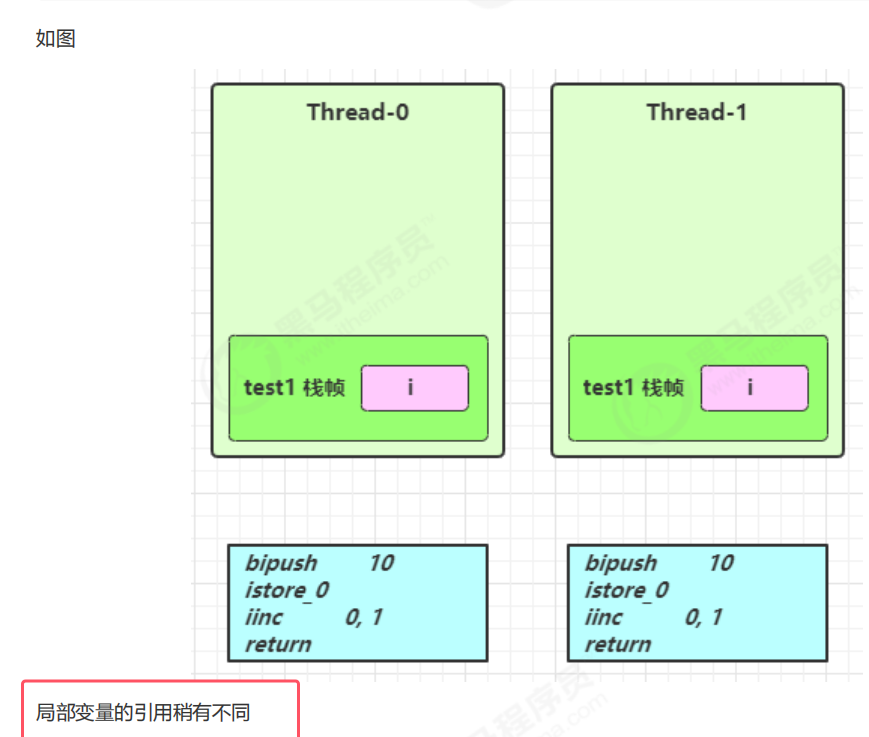 如图
Thread-0
Thread-1
test1 栈帧 i
test1 栈帧 i
bipush 10
istore_0
iinc 0, 1
return
bipush 10
istore_0
iinc 0, 1
return
局部变量的引用稍有不同
黑马程序员™
www.itheima.com